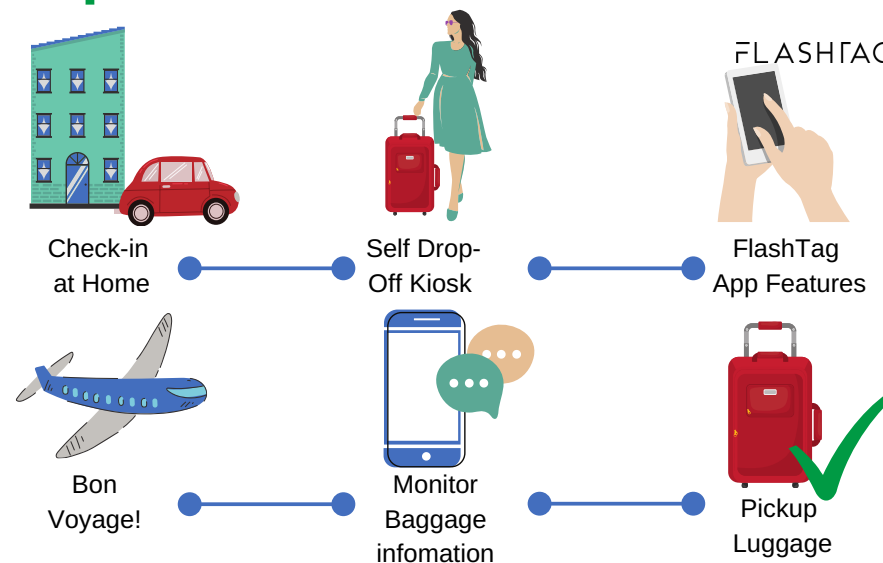 FLASHTAG
Check-in
at Home
Self Drop-
Off Kiosk
FlashTag
App Features
Bon
Voyage!
Monitor
Baggage
infomation
Pickup
Luggage